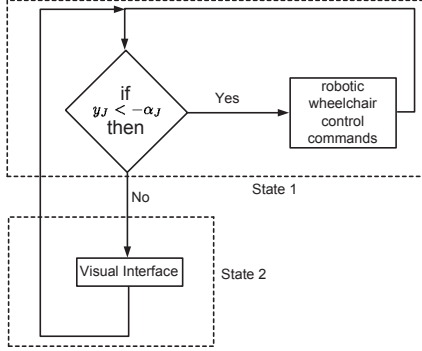 if
y_J < −α_J
then
Yes
robotic
wheelchair
control
commands
State 1
No
Visual Interface
State 2